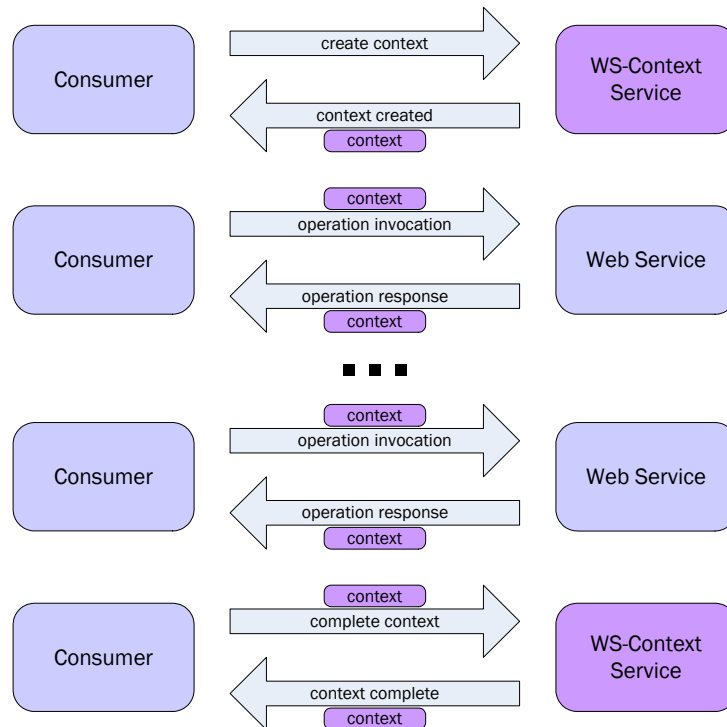 create context
Consumer
WS-Context
Service
context created
context
context
operation invocation
Consumer
Web Service
operation response
context
context
operation invocation
Consumer
Web Service
operation response
context
context
complete context
Consumer
WS-Context
Service
context complete
context